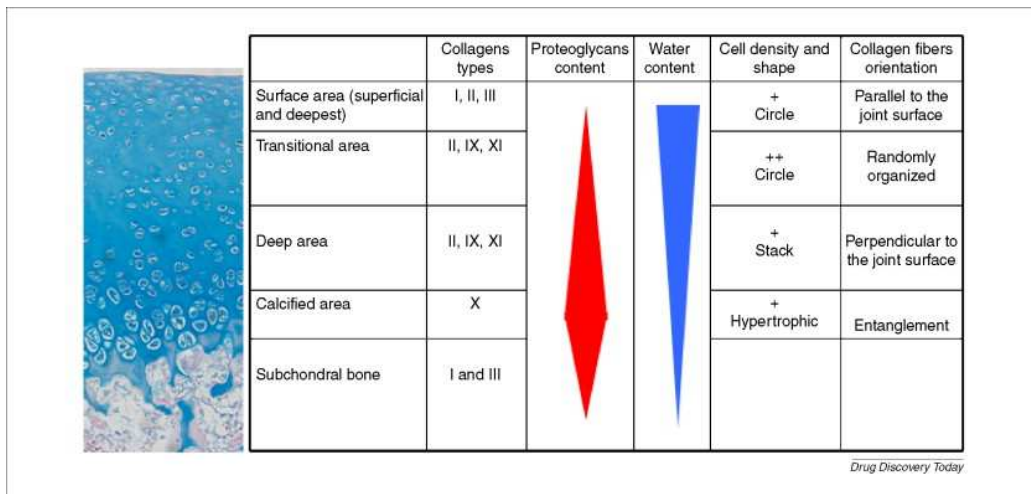 Collagens types
Proteoglycans content
Water content
Cell density and shape
Collagen fibers orientation
Surface area (superficial and deepest)
I, II, III
+
Circle
Parallel to the joint surface
Transitional area
II, IX, XI
++
Circle
Randomly organized
Deep area
II, IX, XI
+
Stack
Perpendicular to the joint surface
Calcified area
X
+
Hypertrophic
Entanglement
Subchondral bone
I and III
Drug Discovery Today